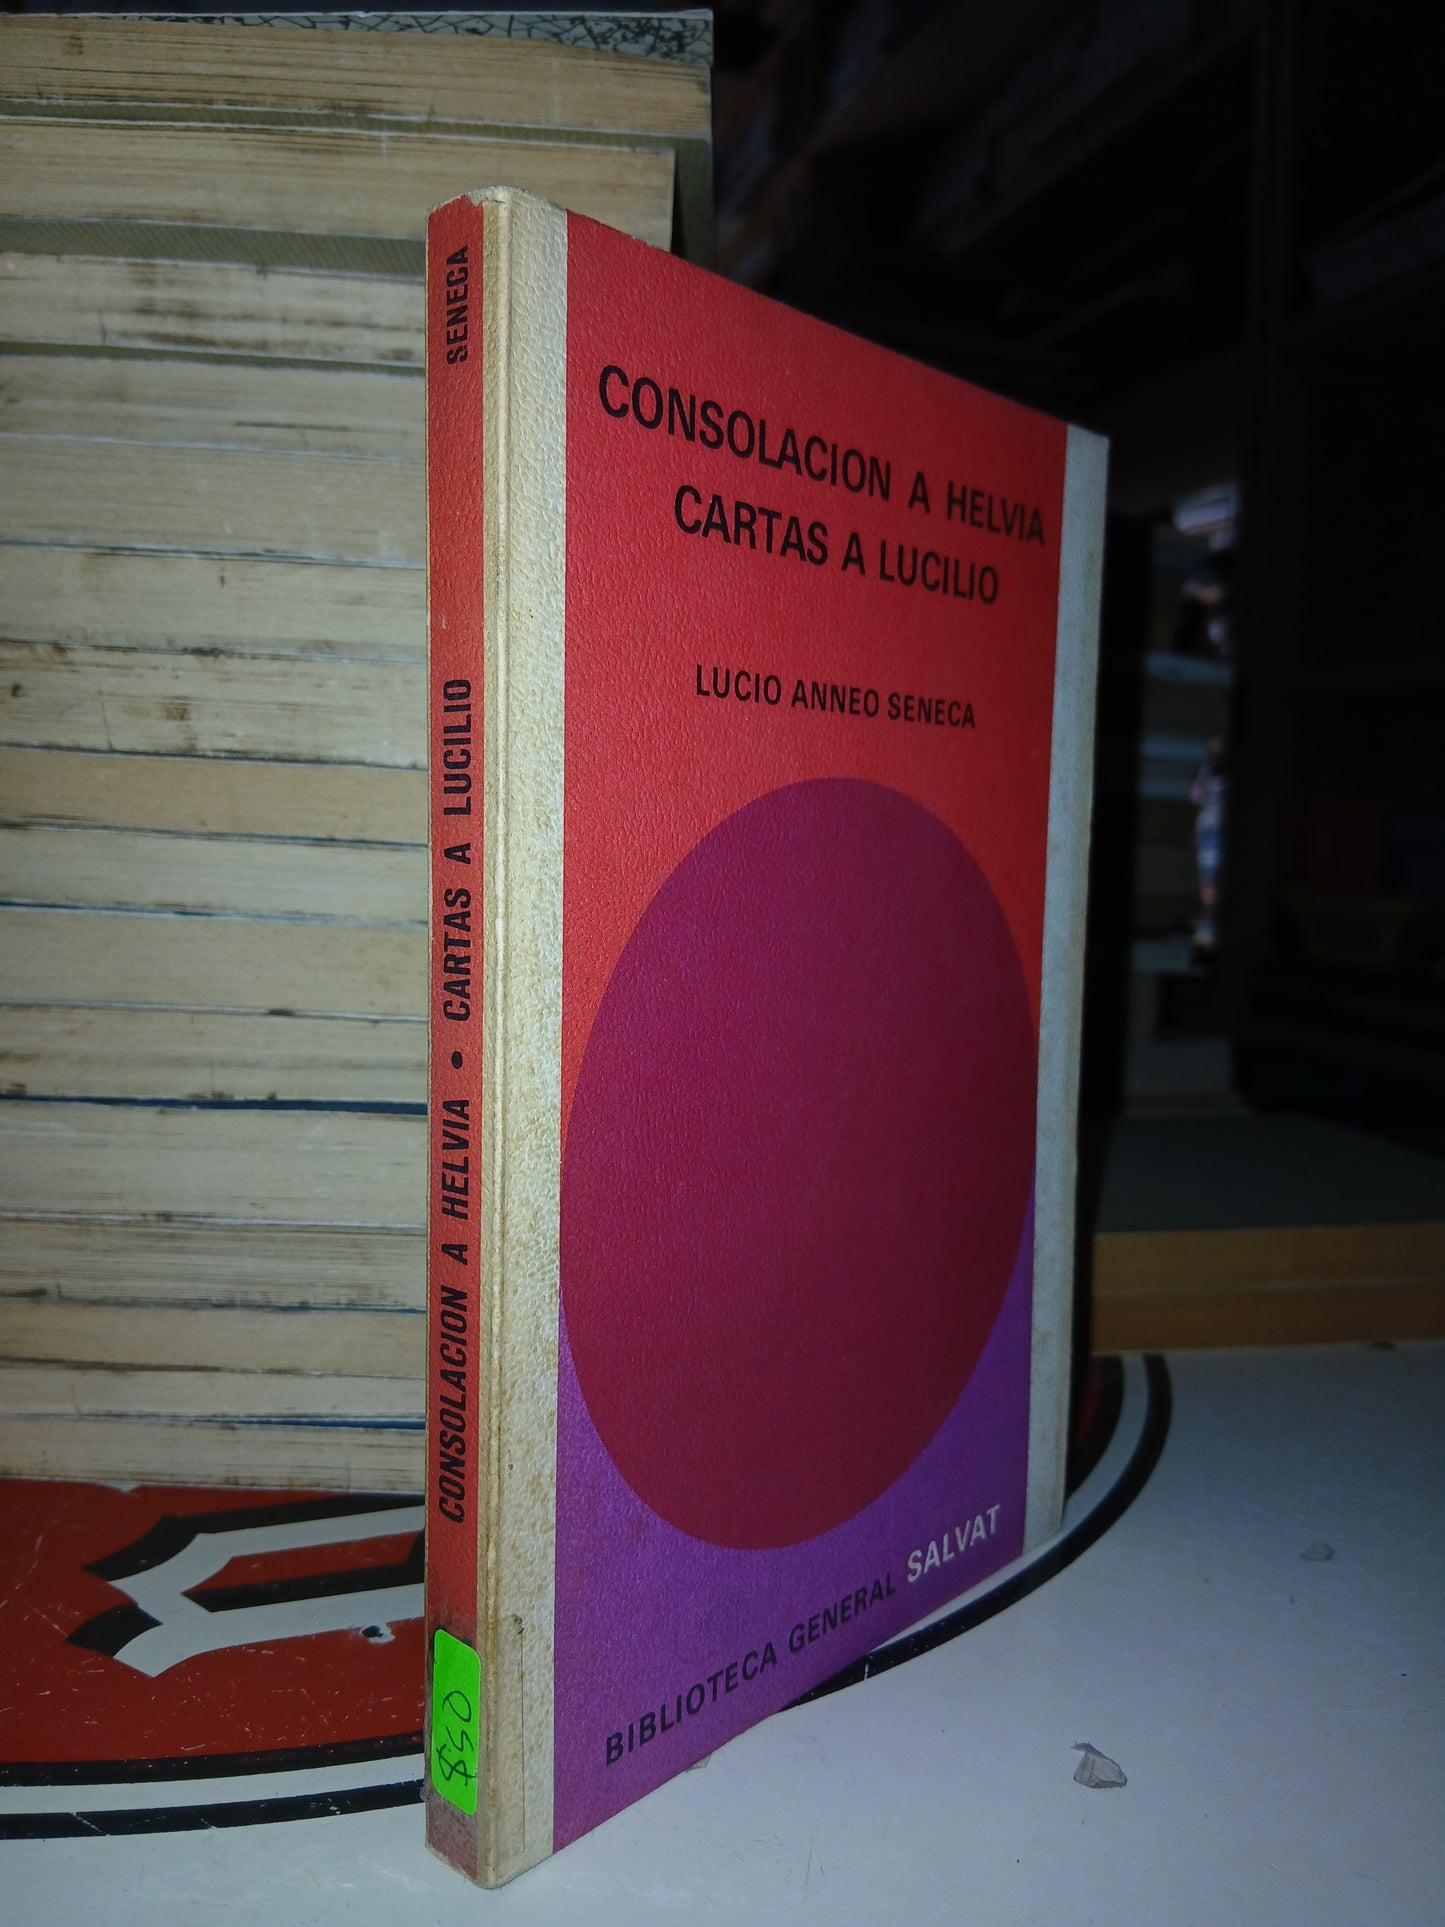 CONSOLACION A HELVIA
CARTAS A LUCILIO
LUCIO ANNEO SENECA
BIBLIOTECA GENERAL SALVAT
CONSOLACION A HELVIA • CARTAS A LUCILIO SENECA
$50